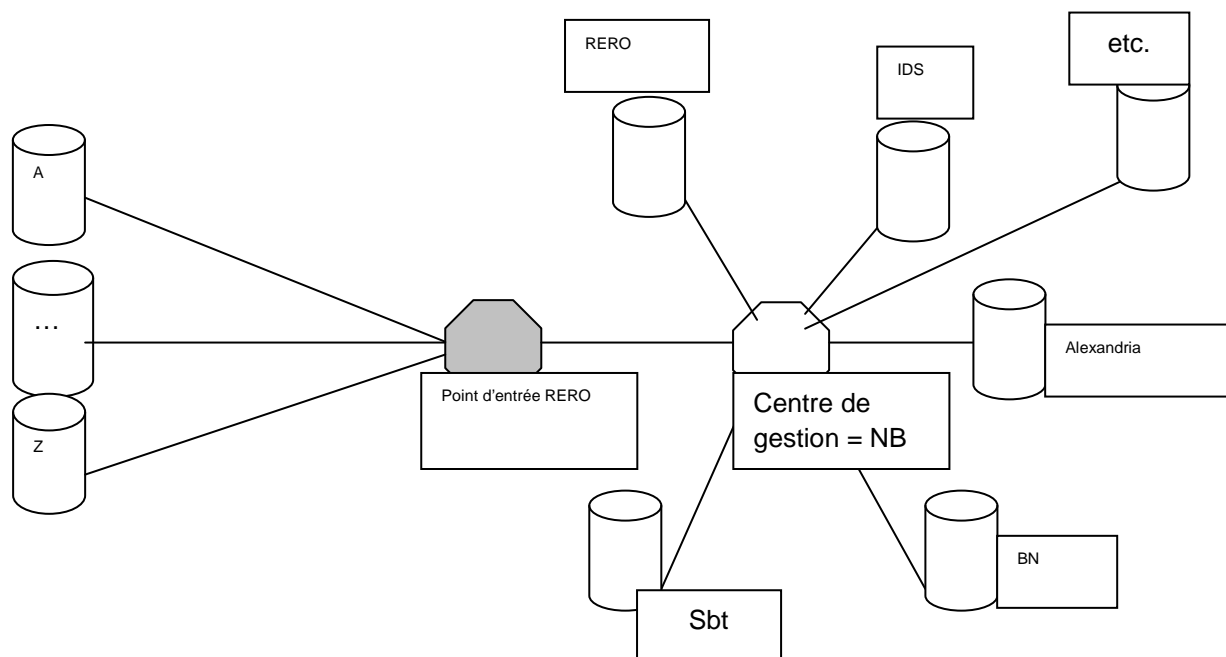 RERO
IDS
etc.
A
…
Z
Point d'entrée RERO
Centre de
gestion = NB
Alexandria
BN
Sbt